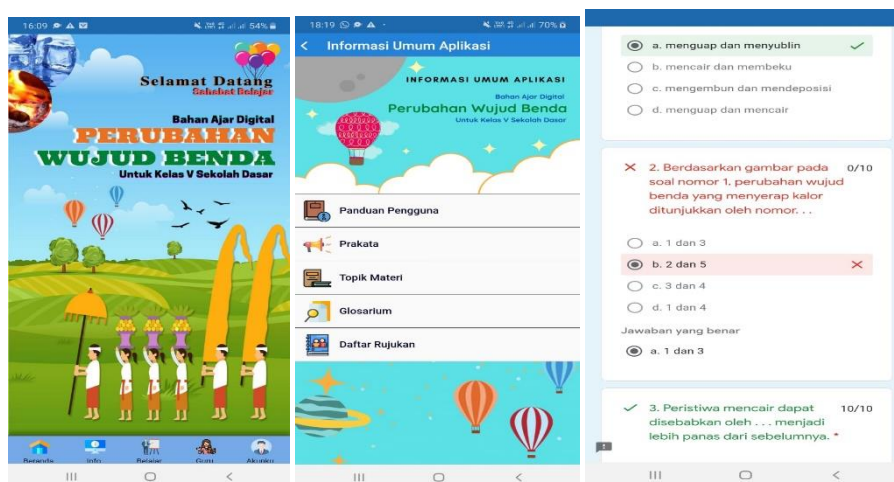 16:09
54%
Selamat Datang
Sahabat Belajar
Bahan Ajar Digital
PERUBAHAN
WUJUD BENDA
Untuk Kelas V Sekolah Dasar
Beranda
Info
Belajar
Guru
Akunku
18:19
70%
Informasi Umum Aplikasi
INFORMASI UMUM APLIKASI
Bahan Ajar Digital
Perubahan Wujud Benda
Untuk Kelas V Sekolah Dasar
Panduan Pengguna
Prakata
Topik Materi
Glosarium
Daftar Rujukan
a. menguap dan menyublin
b. mencair dan membeku
c. mengembun dan mendeposisi
d. menguap dan mencair
2. Berdasarkan gambar pada 0/10
soal nomor 1, perubahan wujud
benda yang menyerap kalor
ditunjukkan oleh nomor. . .
a. 1 dan 3
b. 2 dan 5
c. 3 dan 4
d. 1 dan 4
Jawaban yang benar
a. 1 dan 3
3. Peristiwa mencair dapat 10/10
disebabkan oleh . . . menjadi
lebih panas dari sebelumnya. *